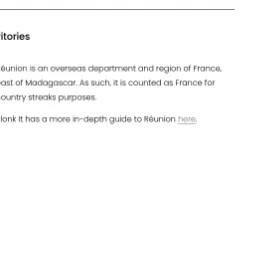 itories
éunion is an overseas department and region of France,
east of Madagascar. As such, it is counted as France for
ountry streaks purposes.
lonk It has a more in-depth guide to Réunion here.